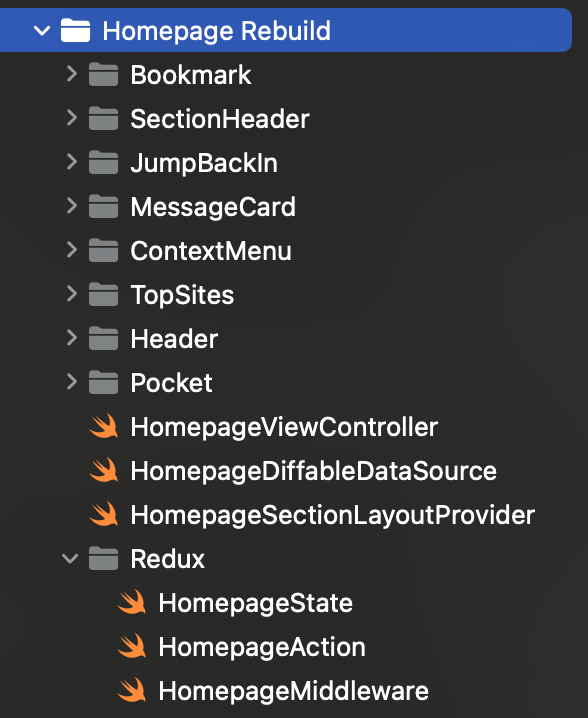 Homepage Rebuild
Bookmark
SectionHeader
JumpBackIn
MessageCard
ContextMenu
TopSites
Header
Pocket
HomepageViewController
HomepageDiffableDataSource
HomepageSectionLayoutProvider
Redux
HomepageState
HomepageAction
HomepageMiddleware